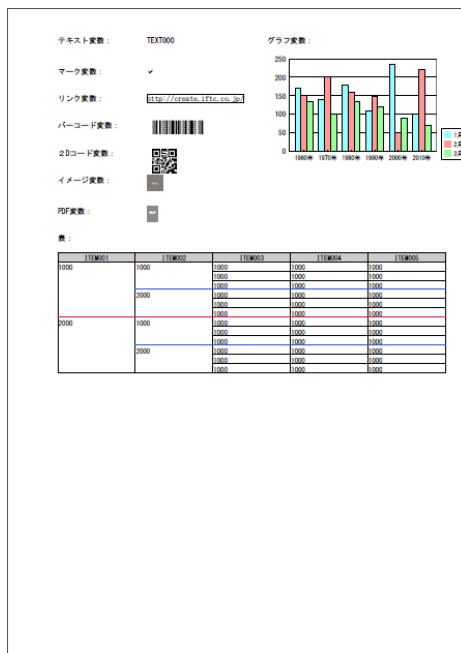 テキスト変数： TEXT000
グラフ変数：
マーク変数： ✓
リンク変数： http://create.iftc.co.jp/
バーコード変数：
２Dコード変数：
イメージ変数：
PDF変数： PDF
250
200
150
100
50
0
1960年 1970年 1980年 1990年 2000年 2010年
表：
ITEM001 ITEM002 ITEM003 ITEM004 ITEM005
1000 1000 1000 1000 1000
1000 1000 1000
1000 1000 1000
2000 1000 1000 1000
1000 1000 1000
1000 1000 1000
2000 1000 1000 1000 1000
1000 1000 1000
1000 1000 1000
2000 1000 1000 1000
1000 1000 1000
1000 1000 1000